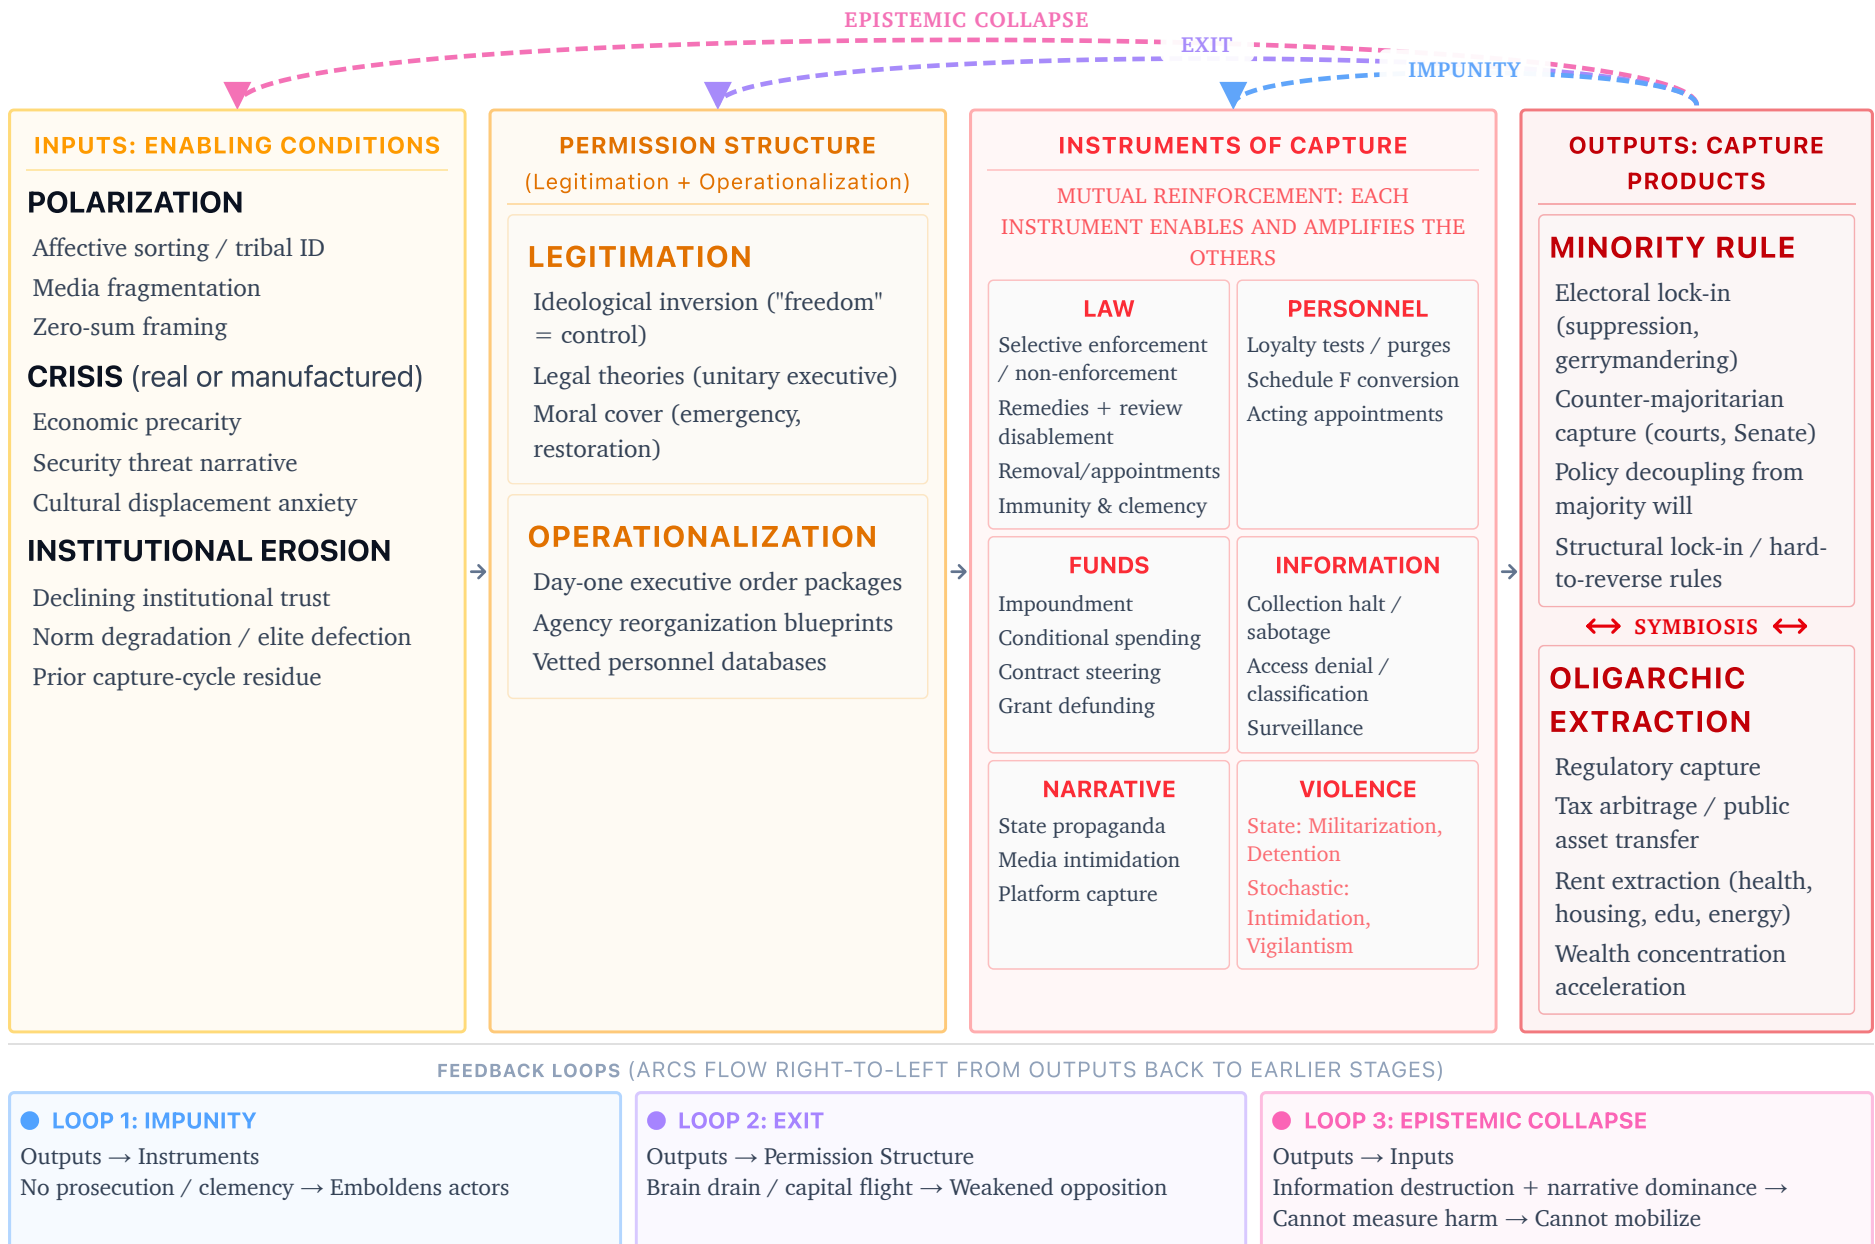 EPISTEMIC COLLAPSE
EXIT
IMPUNITY
INPUTS: ENABLING CONDITIONS
POLARIZATION
Affective sorting / tribal ID
Media fragmentation
Zero-sum framing
CRISIS (real or manufactured)
Economic precarity
Security threat narrative
Cultural displacement anxiety
INSTITUTIONAL EROSION
Declining institutional trust
Norm degradation / elite defection
Prior capture-cycle residue
→
PERMISSION STRUCTURE
(Legitimation + Operationalization)
LEGITIMATION
Ideological inversion ("freedom"
= control)
Legal theories (unitary executive)
Moral cover (emergency,
restoration)
OPERATIONALIZATION
Day-one executive order packages
Agency reorganization blueprints
Vetted personnel databases
→
INSTRUMENTS OF CAPTURE
MUTUAL REINFORCEMENT: EACH
INSTRUMENT ENABLES AND AMPLIFIES THE
OTHERS
LAW
Selective enforcement
/ non-enforcement
Remedies + review
disablement
Removal/appointments
Immunity & clemency
PERSONNEL
Loyalty tests / purges
Schedule F conversion
Acting appointments
FUNDS
Impoundment
Conditional spending
Contract steering
Grant defunding
INFORMATION
Collection halt /
sabotage
Access denial /
classification
Surveillance
NARRATIVE
State propaganda
Media intimidation
Platform capture
VIOLENCE
State: Militarization,
Detention
Stochastic:
Intimidation,
Vigilantism
→
OUTPUTS: CAPTURE
PRODUCTS
MINORITY RULE
Electoral lock-in
(suppression,
gerrymandering)
Counter-majoritarian
capture (courts, Senate)
Policy decoupling from
majority will
Structural lock-in / hard-
to-reverse rules
↔ SYMBIOSIS ↔
OLIGARCHIC
EXTRACTION
Regulatory capture
Tax arbitrage / public
asset transfer
Rent extraction (health,
housing, edu, energy)
Wealth concentration
acceleration
FEEDBACK LOOPS (ARCS FLOW RIGHT-TO-LEFT FROM OUTPUTS BACK TO EARLIER STAGES)
LOOP 1: IMPUNITY
Outputs → Instruments
No prosecution / clemency → Emboldens actors
LOOP 2: EXIT
Outputs → Permission Structure
Brain drain / capital flight → Weakened opposition
LOOP 3: EPISTEMIC COLLAPSE
Outputs → Inputs
Information destruction + narrative dominance →
Cannot measure harm → Cannot mobilize